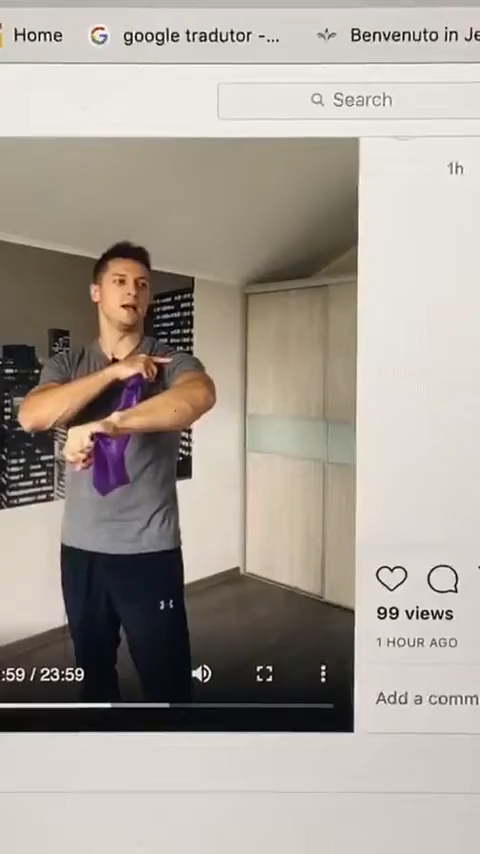 Home
google tradutor -...
Benvenuto in Je
Search
1h
99 views
1 HOUR AGO
:59 / 23:59
Add a comm